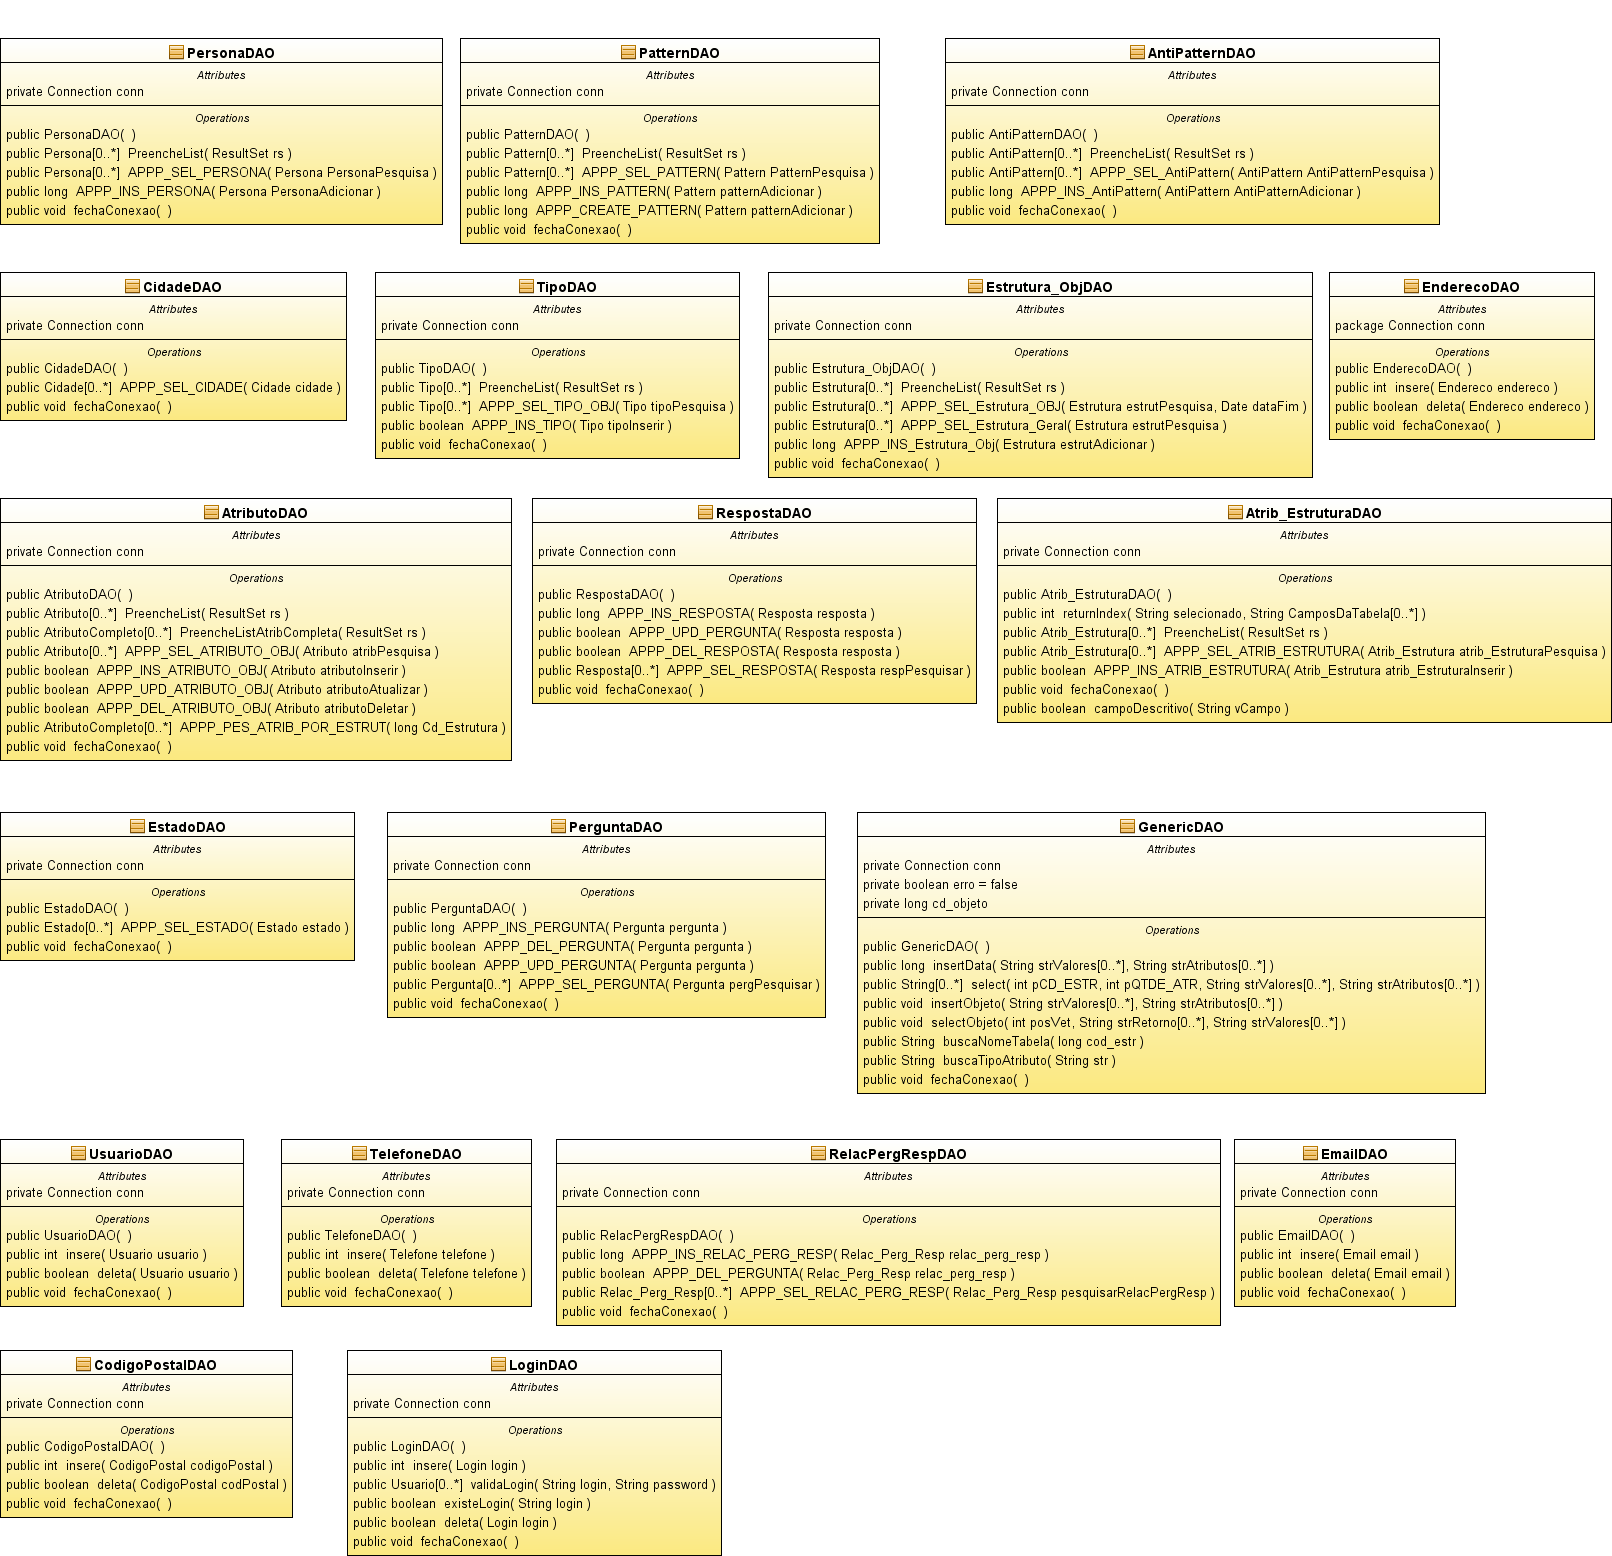 PersonaDAO
Attributes
private Connection conn
Operations
public PersonaDAO(  )
public Persona[0..*]  PreencheList( ResultSet rs )
public Persona[0..*]  APPP_SEL_PERSONA( Persona PersonaPesquisa )
public long  APPP_INS_PERSONA( Persona PersonaAdicionar )
public void  fechaConexao(  )
PatternDAO
Attributes
private Connection conn
Operations
public PatternDAO(  )
public Pattern[0..*]  PreencheList( ResultSet rs )
public Pattern[0..*]  APPP_SEL_PATTERN( Pattern PatternPesquisa )
public long  APPP_INS_PATTERN( Pattern patternAdicionar )
public long  APPP_CREATE_PATTERN( Pattern patternAdicionar )
public void  fechaConexao(  )
AntiPatternDAO
Attributes
private Connection conn
Operations
public AntiPatternDAO(  )
public AntiPattern[0..*]  PreencheList( ResultSet rs )
public AntiPattern[0..*]  APPP_SEL_AntiPattern( AntiPattern AntiPatternPesquisa )
public long  APPP_INS_AntiPattern( AntiPattern AntiPatternAdicionar )
public void  fechaConexao(  )
CidadeDAO
Attributes
private Connection conn
Operations
public CidadeDAO(  )
public Cidade[0..*]  APPP_SEL_CIDADE( Cidade cidade )
public void  fechaConexao(  )
TipoDAO
Attributes
private Connection conn
Operations
public TipoDAO(  )
public Tipo[0..*]  PreencheList( ResultSet rs )
public Tipo[0..*]  APPP_SEL_TIPO_OBJ( Tipo tipoPesquisa )
public boolean  APPP_INS_TIPO( Tipo tipoInserir )
public void  fechaConexao(  )
Estrutura_ObjDAO
Attributes
private Connection conn
Operations
public Estrutura_ObjDAO(  )
public Estrutura[0..*]  PreencheList( ResultSet rs )
public Estrutura[0..*]  APPP_SEL_Estrutura_OBJ( Estrutura estrutPesquisa, Date dataFim )
public Estrutura[0..*]  APPP_SEL_Estrutura_Geral( Estrutura estrutPesquisa )
public long  APPP_INS_Estrutura_Obj( Estrutura estrutAdicionar )
public void  fechaConexao(  )
EnderecoDAO
Attributes
package Connection conn
Operations
public EnderecoDAO(  )
public int  insere( Endereco endereco )
public boolean  deleta( Endereco endereco )
public void  fechaConexao(  )
AtributoDAO
Attributes
private Connection conn
Operations
public AtributoDAO(  )
public Atributo[0..*]  PreencheList( ResultSet rs )
public AtributoCompleto[0..*]  PreencheListAtribCompleta( ResultSet rs )
public Atributo[0..*]  APPP_SEL_ATRIBUTO_OBJ( Atributo atribPesquisa )
public boolean  APPP_INS_ATRIBUTO_OBJ( Atributo atributoInserir )
public boolean  APPP_UPD_ATRIBUTO_OBJ( Atributo atributoAtualizar )
public boolean  APPP_DEL_ATRIBUTO_OBJ( Atributo atributoDeletar )
public AtributoCompleto[0..*]  APPP_PES_ATRIB_POR_ESTRUT( long Cd_Estrutura )
public void  fechaConexao(  )
RespostaDAO
Attributes
private Connection conn
Operations
public RespostaDAO(  )
public long  APPP_INS_RESPOSTA( Resposta resposta )
public boolean  APPP_UPD_PERGUNTA( Resposta resposta )
public boolean  APPP_DEL_RESPOSTA( Resposta resposta )
public Resposta[0..*]  APPP_SEL_RESPOSTA( Resposta respPesquisar )
public void  fechaConexao(  )
Atrib_EstruturaDAO
Attributes
private Connection conn
Operations
public Atrib_EstruturaDAO(  )
public int  returnIndex( String selecionado, String CamposDaTabela[0..*] )
public Atrib_Estrutura[0..*]  PreencheList( ResultSet rs )
public Atrib_Estrutura[0..*]  APPP_SEL_ATRIB_ESTRUTURA( Atrib_Estrutura atrib_EstruturaPesquisa )
public boolean  APPP_INS_ATRIB_ESTRUTURA( Atrib_Estrutura atrib_EstruturaInserir )
public void  fechaConexao(  )
public boolean  campoDescritivo( String vCampo )
EstadoDAO
Attributes
private Connection conn
Operations
public EstadoDAO(  )
public Estado[0..*]  APPP_SEL_ESTADO( Estado estado )
public void  fechaConexao(  )
PerguntaDAO
Attributes
private Connection conn
Operations
public PerguntaDAO(  )
public long  APPP_INS_PERGUNTA( Pergunta pergunta )
public boolean  APPP_DEL_PERGUNTA( Pergunta pergunta )
public boolean  APPP_UPD_PERGUNTA( Pergunta pergunta )
public Pergunta[0..*]  APPP_SEL_PERGUNTA( Pergunta pergPesquisar )
public void  fechaConexao(  )
GenericDAO
Attributes
private Connection conn
private boolean erro = false
private long cd_objeto
Operations
public GenericDAO(  )
public long  insertData( String strValores[0..*], String strAtributos[0..*] )
public String[0..*]  select( int pCD_ESTR, int pQTDE_ATR, String strValores[0..*], String strAtributos[0..*] )
public void  insertObjeto( String strValores[0..*], String strAtributos[0..*] )
public void  selectObjeto( int posVet, String strRetorno[0..*], String strValores[0..*] )
public String  buscaNomeTabela( long cod_estr )
public String  buscaTipoAtributo( String str )
public void  fechaConexao(  )
UsuarioDAO
Attributes
private Connection conn
Operations
public UsuarioDAO(  )
public int  insere( Usuario usuario )
public boolean  deleta( Usuario usuario )
public void  fechaConexao(  )
TelefoneDAO
Attributes
private Connection conn
Operations
public TelefoneDAO(  )
public int  insere( Telefone telefone )
public boolean  deleta( Telefone telefone )
public void  fechaConexao(  )
RelacPergRespDAO
Attributes
private Connection conn
Operations
public RelacPergRespDAO(  )
public long  APPP_INS_RELAC_PERG_RESP( Relac_Perg_Resp relac_perg_resp )
public boolean  APPP_DEL_PERGUNTA( Relac_Perg_Resp relac_perg_resp )
public Relac_Perg_Resp[0..*]  APPP_SEL_RELAC_PERG_RESP( Relac_Perg_Resp pesquisarRelacPergResp )
public void  fechaConexao(  )
EmailDAO
Attributes
private Connection conn
Operations
public EmailDAO(  )
public int  insere( Email email )
public boolean  deleta( Email email )
public void  fechaConexao(  )
CodigoPostalDAO
Attributes
private Connection conn
Operations
public CodigoPostalDAO(  )
public int  insere( CodigoPostal codigoPostal )
public boolean  deleta( CodigoPostal codPostal )
public void  fechaConexao(  )
LoginDAO
Attributes
private Connection conn
Operations
public LoginDAO(  )
public int  insere( Login login )
public Usuario[0..*]  validaLogin( String login, String password )
public boolean  existeLogin( String login )
public boolean  deleta( Login login )
public void  fechaConexao(  )